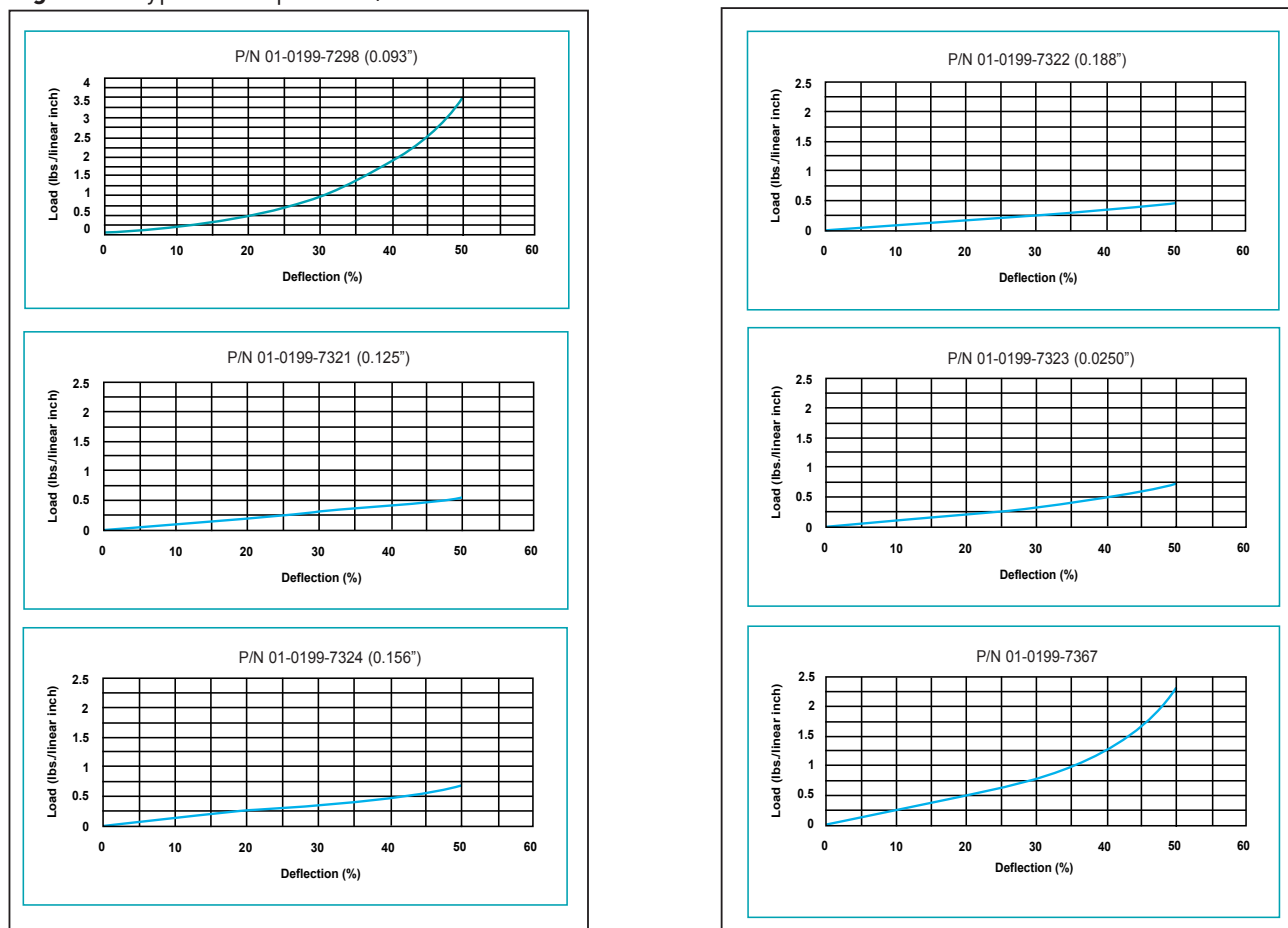 P/N 01-0199-7298 (0.093”)
Load (lbs./linear inch)
4
3.5
3
2.5
2
1.5
1
0.5
0
0 10 20 30 40 50 60
Deflection (%)
P/N 01-0199-7321 (0.125”)
Load (lbs./linear inch)
2.5
2
1.5
1
0.5
0
0 10 20 30 40 50 60
Deflection (%)
P/N 01-0199-7324 (0.156”)
Load (lbs./linear inch)
2.5
2
1.5
1
0.5
0
0 10 20 30 40 50 60
Deflection (%)
P/N 01-0199-7322 (0.188”)
Load (lbs./linear inch)
2.5
2
1.5
1
0.5
0
0 10 20 30 40 50 60
Deflection (%)
P/N 01-0199-7323 (0.0250”)
Load (lbs./linear inch)
2.5
2
1.5
1
0.5
0
0 10 20 30 40 50 60
Deflection (%)
P/N 01-0199-7367
Load (lbs./linear inch)
2.5
2
1.5
1
0.5
0
0 10 20 30 40 50 60
Deflection (%)